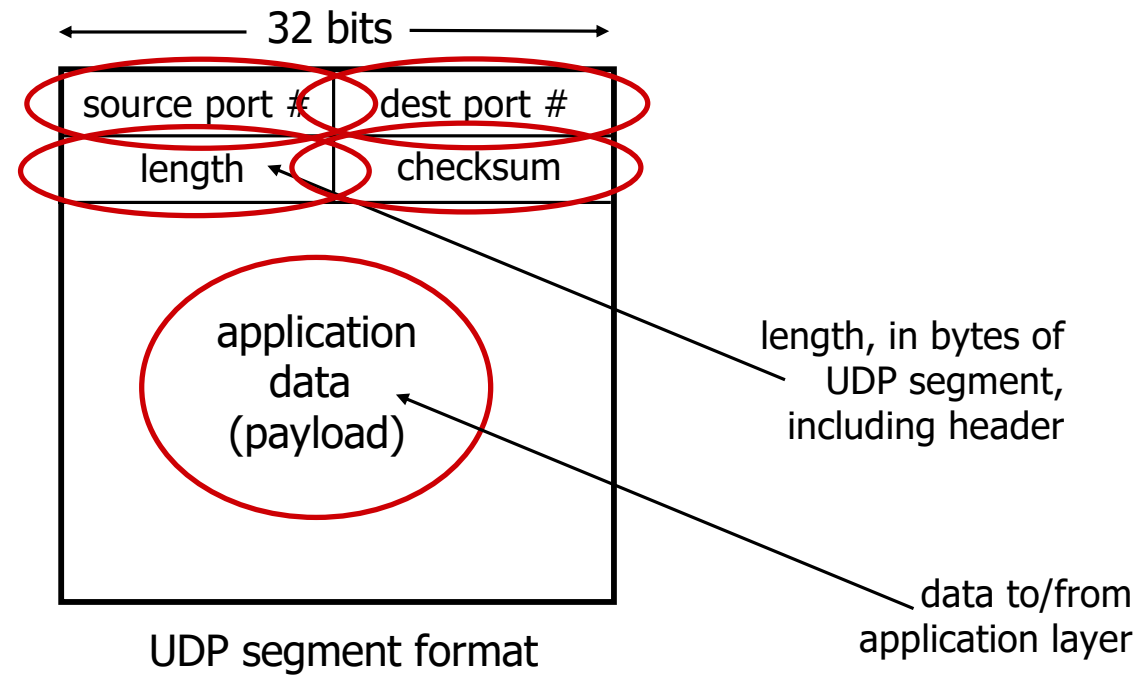 32 bits
source port #
dest port #
length
checksum
application
data
(payload)
length, in bytes of
UDP segment,
including header
data to/from
application layer
UDP segment format